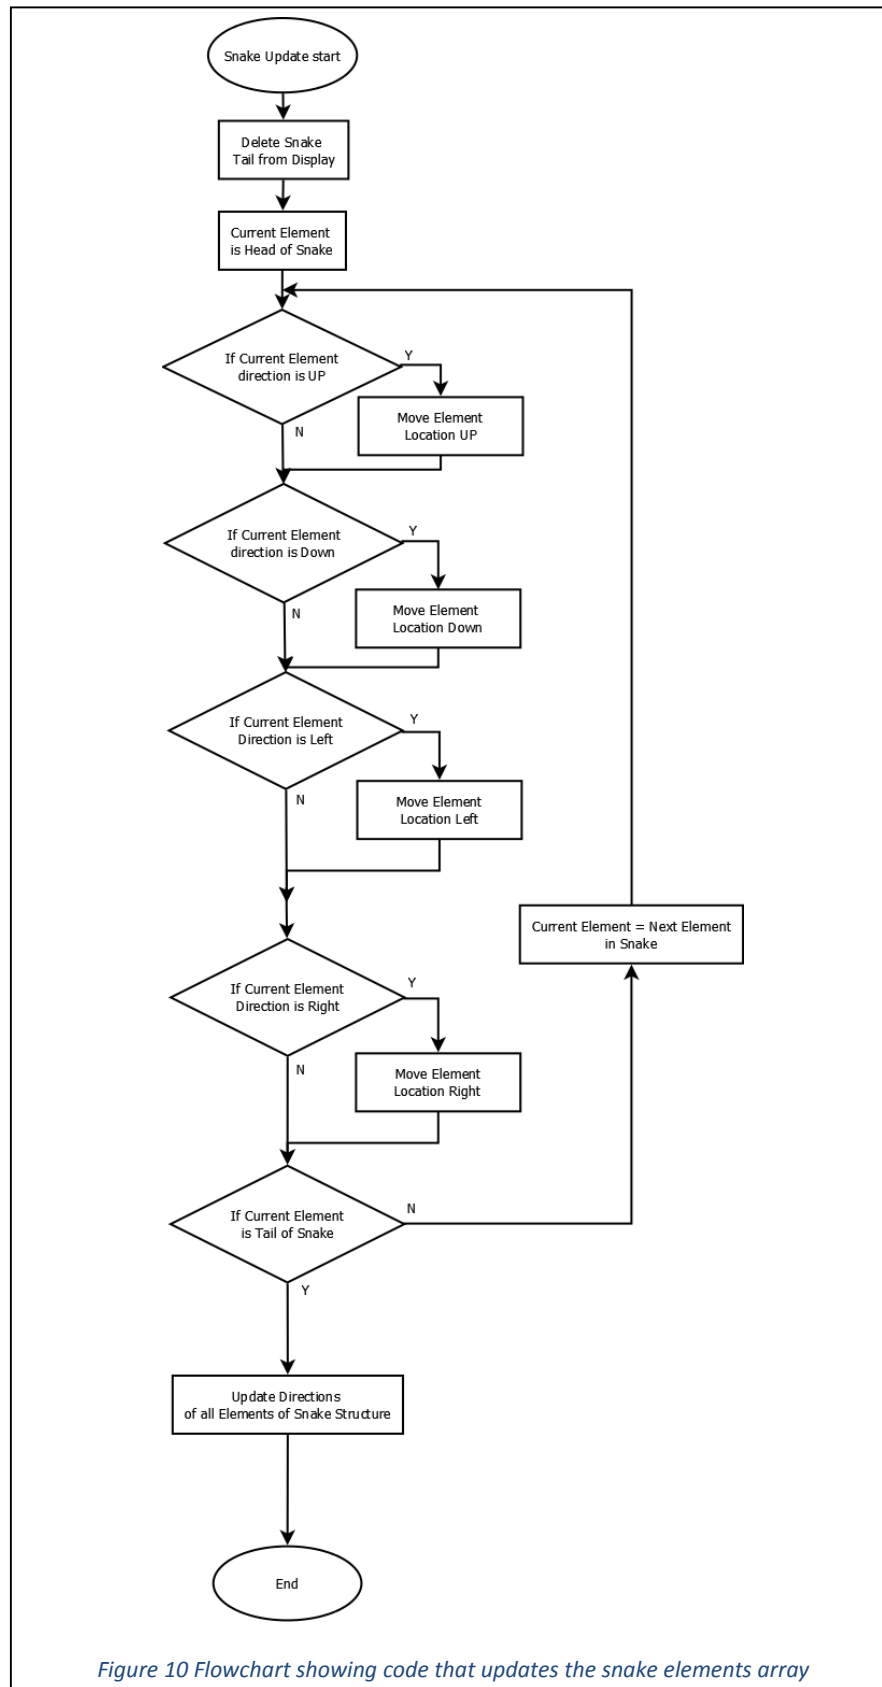 Snake Update start
Delete Snake
Tail from Display
Current Element
is Head of Snake
If Current Element
direction is UP
Y
Move Element
Location UP
N
If Current Element
direction is Down
Y
Move Element
Location Down
N
If Current Element
Direction is Left
Y
Move Element
Location Left
N
Current Element = Next Element
in Snake
If Current Element
Direction is Right
Y
Move Element
Location Right
N
If Current Element
is Tail of Snake
N
Y
Update Directions
of all Elements of Snake Structure
End
Figure 10 Flowchart showing code that updates the snake elements array